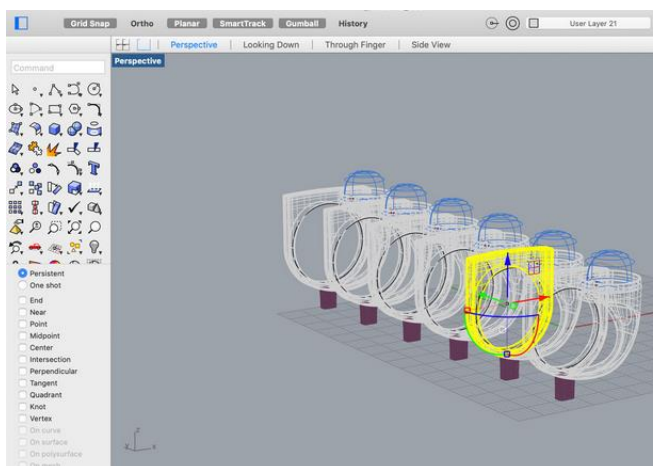 Grid Snap Ortho Planar SmartTrack Gumball History User Layer 21
Perspective | Looking Down | Through Finger | Side View
Perspective
Command
Persistent
One shot
End
Near
Point
Midpoint
Center
Intersection
Perpendicular
Tangent
Quadrant
Knot
Vertex
On curve
On surface
On polysurface
On mesh
z
x